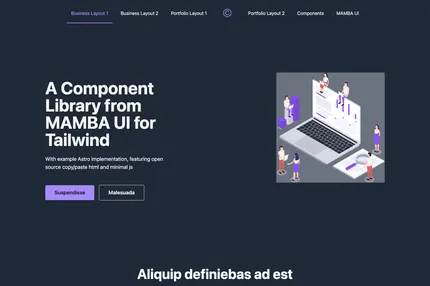 Business Layout 1
Business Layout 2
Portfolio Layout 1
Portfolio Layout 2
Components
MAMBA UI
A Component
Library from
MAMBA UI for
Tailwind
With example Astro implementation, featuring open
source copy/paste html and minimal js
Suspendisse
Malesuada
Aliquip definiebas ad est